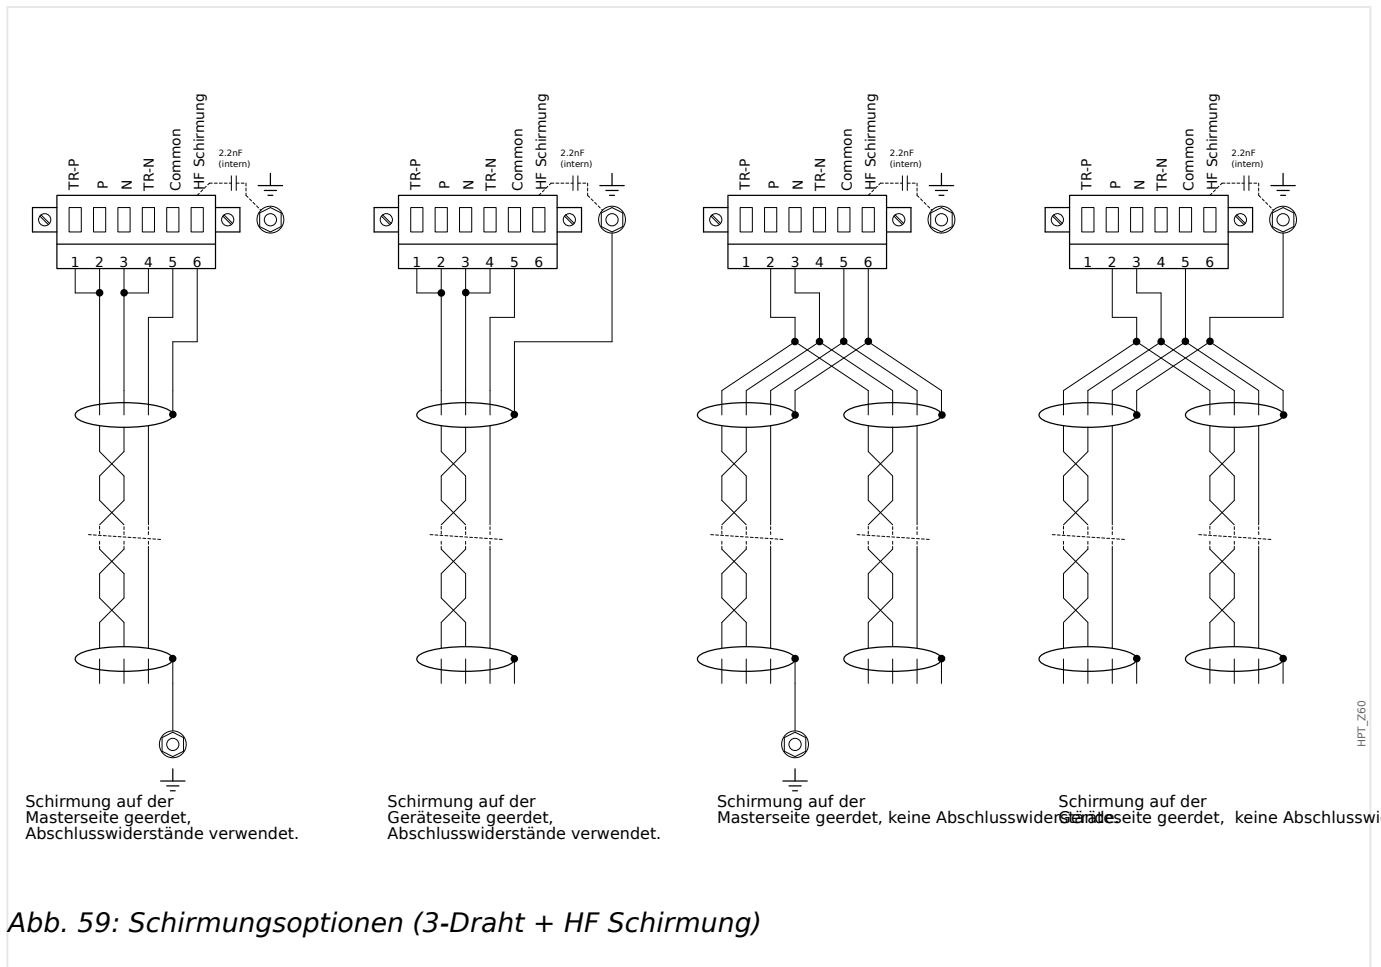 TR-P
P
N
TR-N
Common
HF Schirmung
2.2nF
(intern)
1 2 3 4 5 6
TR-P
P
N
TR-N
Common
HF Schirmung
2.2nF
(intern)
1 2 3 4 5 6
TR-P
P
N
TR-N
Common
HF Schirmung
2.2nF
(intern)
1 2 3 4 5 6
TR-P
P
N
TR-N
Common
HF Schirmung
2.2nF
(intern)
1 2 3 4 5 6
HPT_Z60
Schirmung auf der
Masterseite geerdet,
Abschlusswiderstände verwendet.
Schirmung auf der
Geräteseite geerdet,
Abschlusswiderstände verwendet.
Schirmung auf der
Masterseite geerdet, keine Abschlusswiderstände.
Schirmung auf der
Geräteseite geerdet, keine Abschlusswi
Abb. 59: Schirmungsoptionen (3-Draht + HF Schirmung)